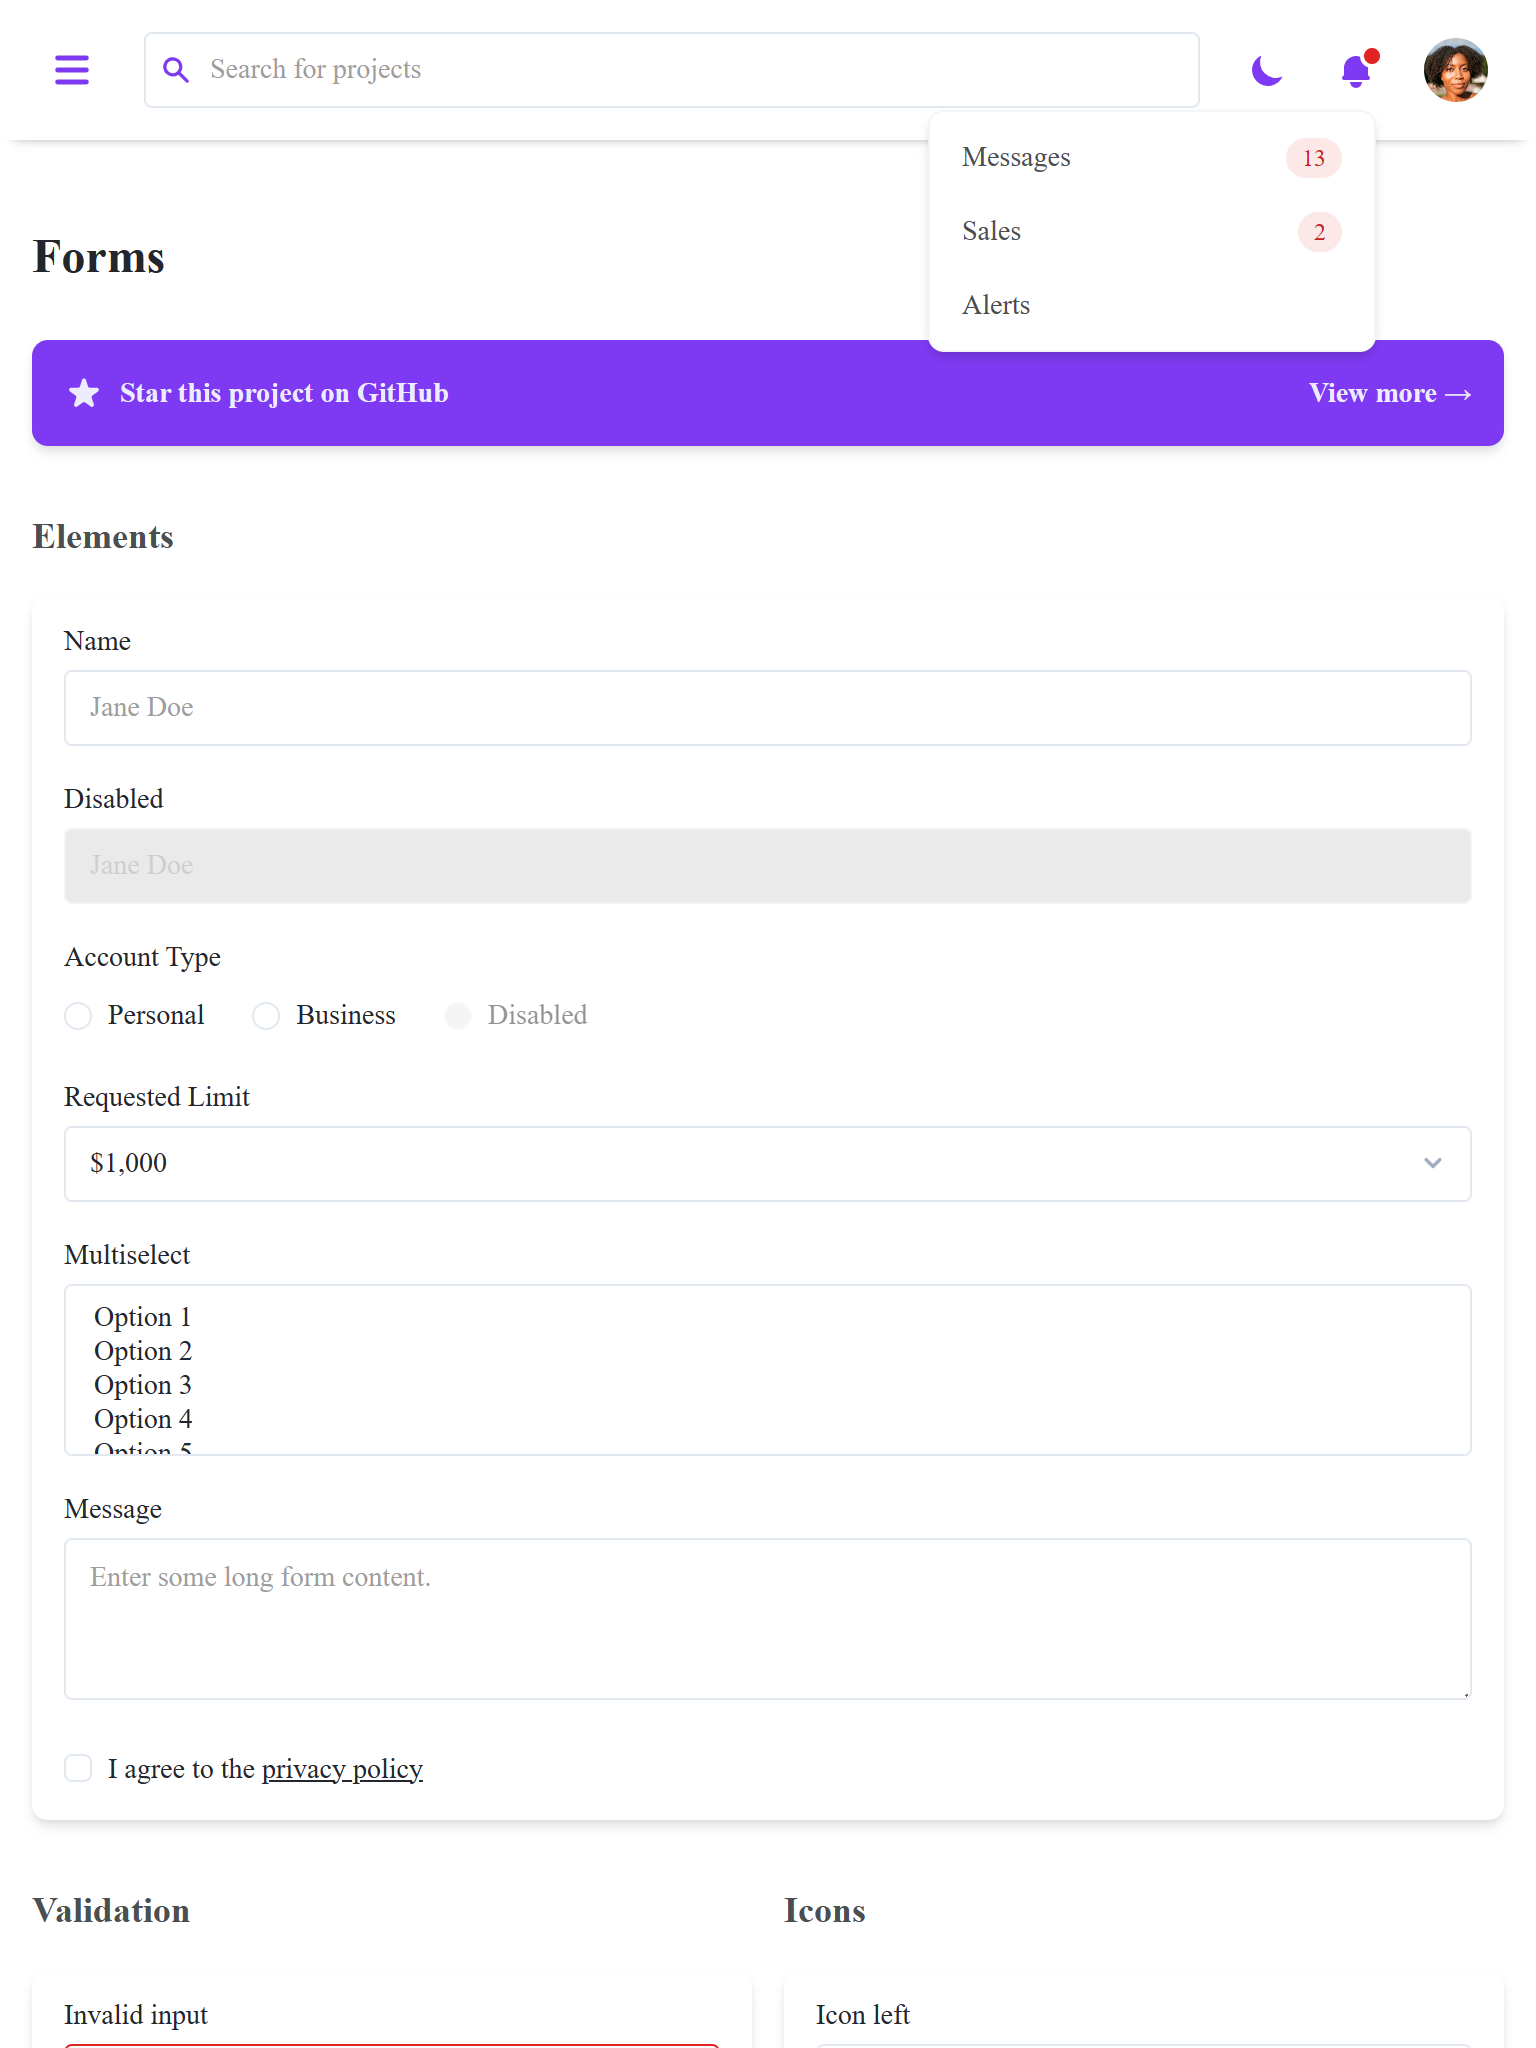 Search for projects
Messages 13
Sales 2
Alerts
Forms
Star this project on GitHub
View more →
Elements
Name
Jane Doe
Disabled
Jane Doe
Account Type
Personal Business Disabled
Requested Limit
$1,000
Multiselect
Option 1
Option 2
Option 3
Option 4
Option 5
Message
Enter some long form content.
I agree to the privacy policy
Validation
Invalid input
Icons
Icon left